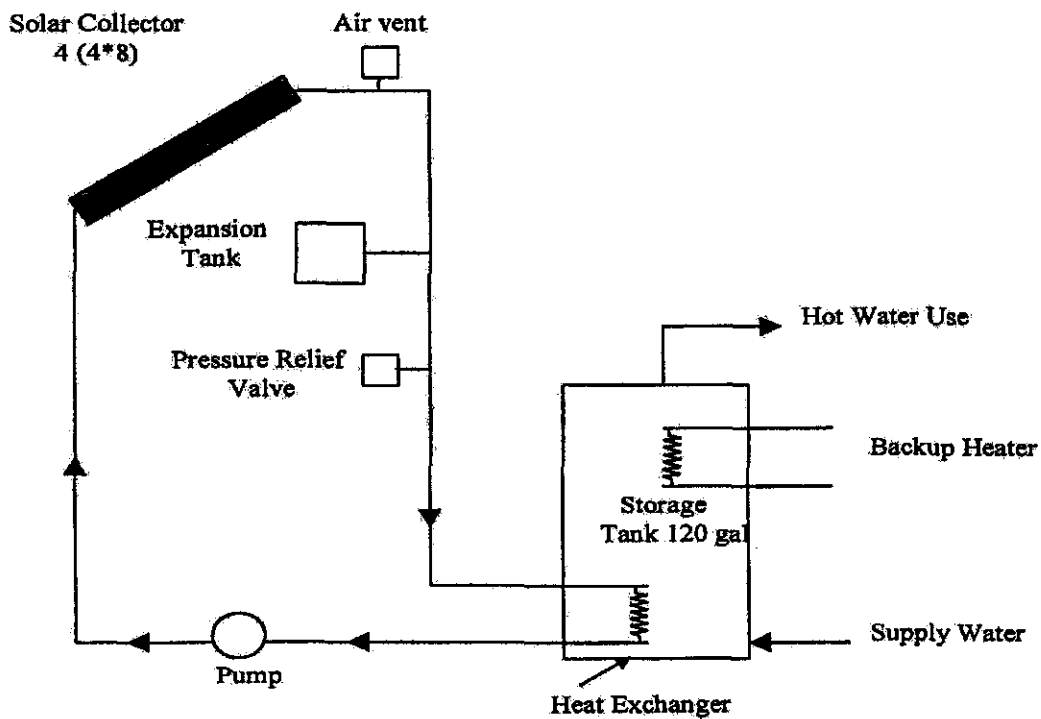 Solar Collector
4 (4*8)
Air vent
Expansion
Tank
Pressure Relief
Valve
Hot Water Use
Backup Heater
Storage
Tank 120 gal
Supply Water
Pump
Heat Exchanger